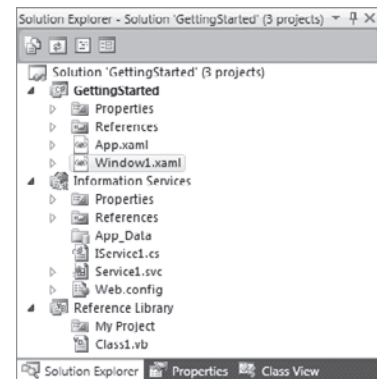 Solution Explorer - Solution 'GettingStarted' (3 projects)
Solution 'GettingStarted' (3 projects)
GettingStarted
Properties
References
App.xaml
Window1.xaml
Information Services
Properties
References
App_Data
IService1.cs
Service1.svc
Web.config
Reference Library
My Project
Class1.vb
Solution Explorer Properties Class View